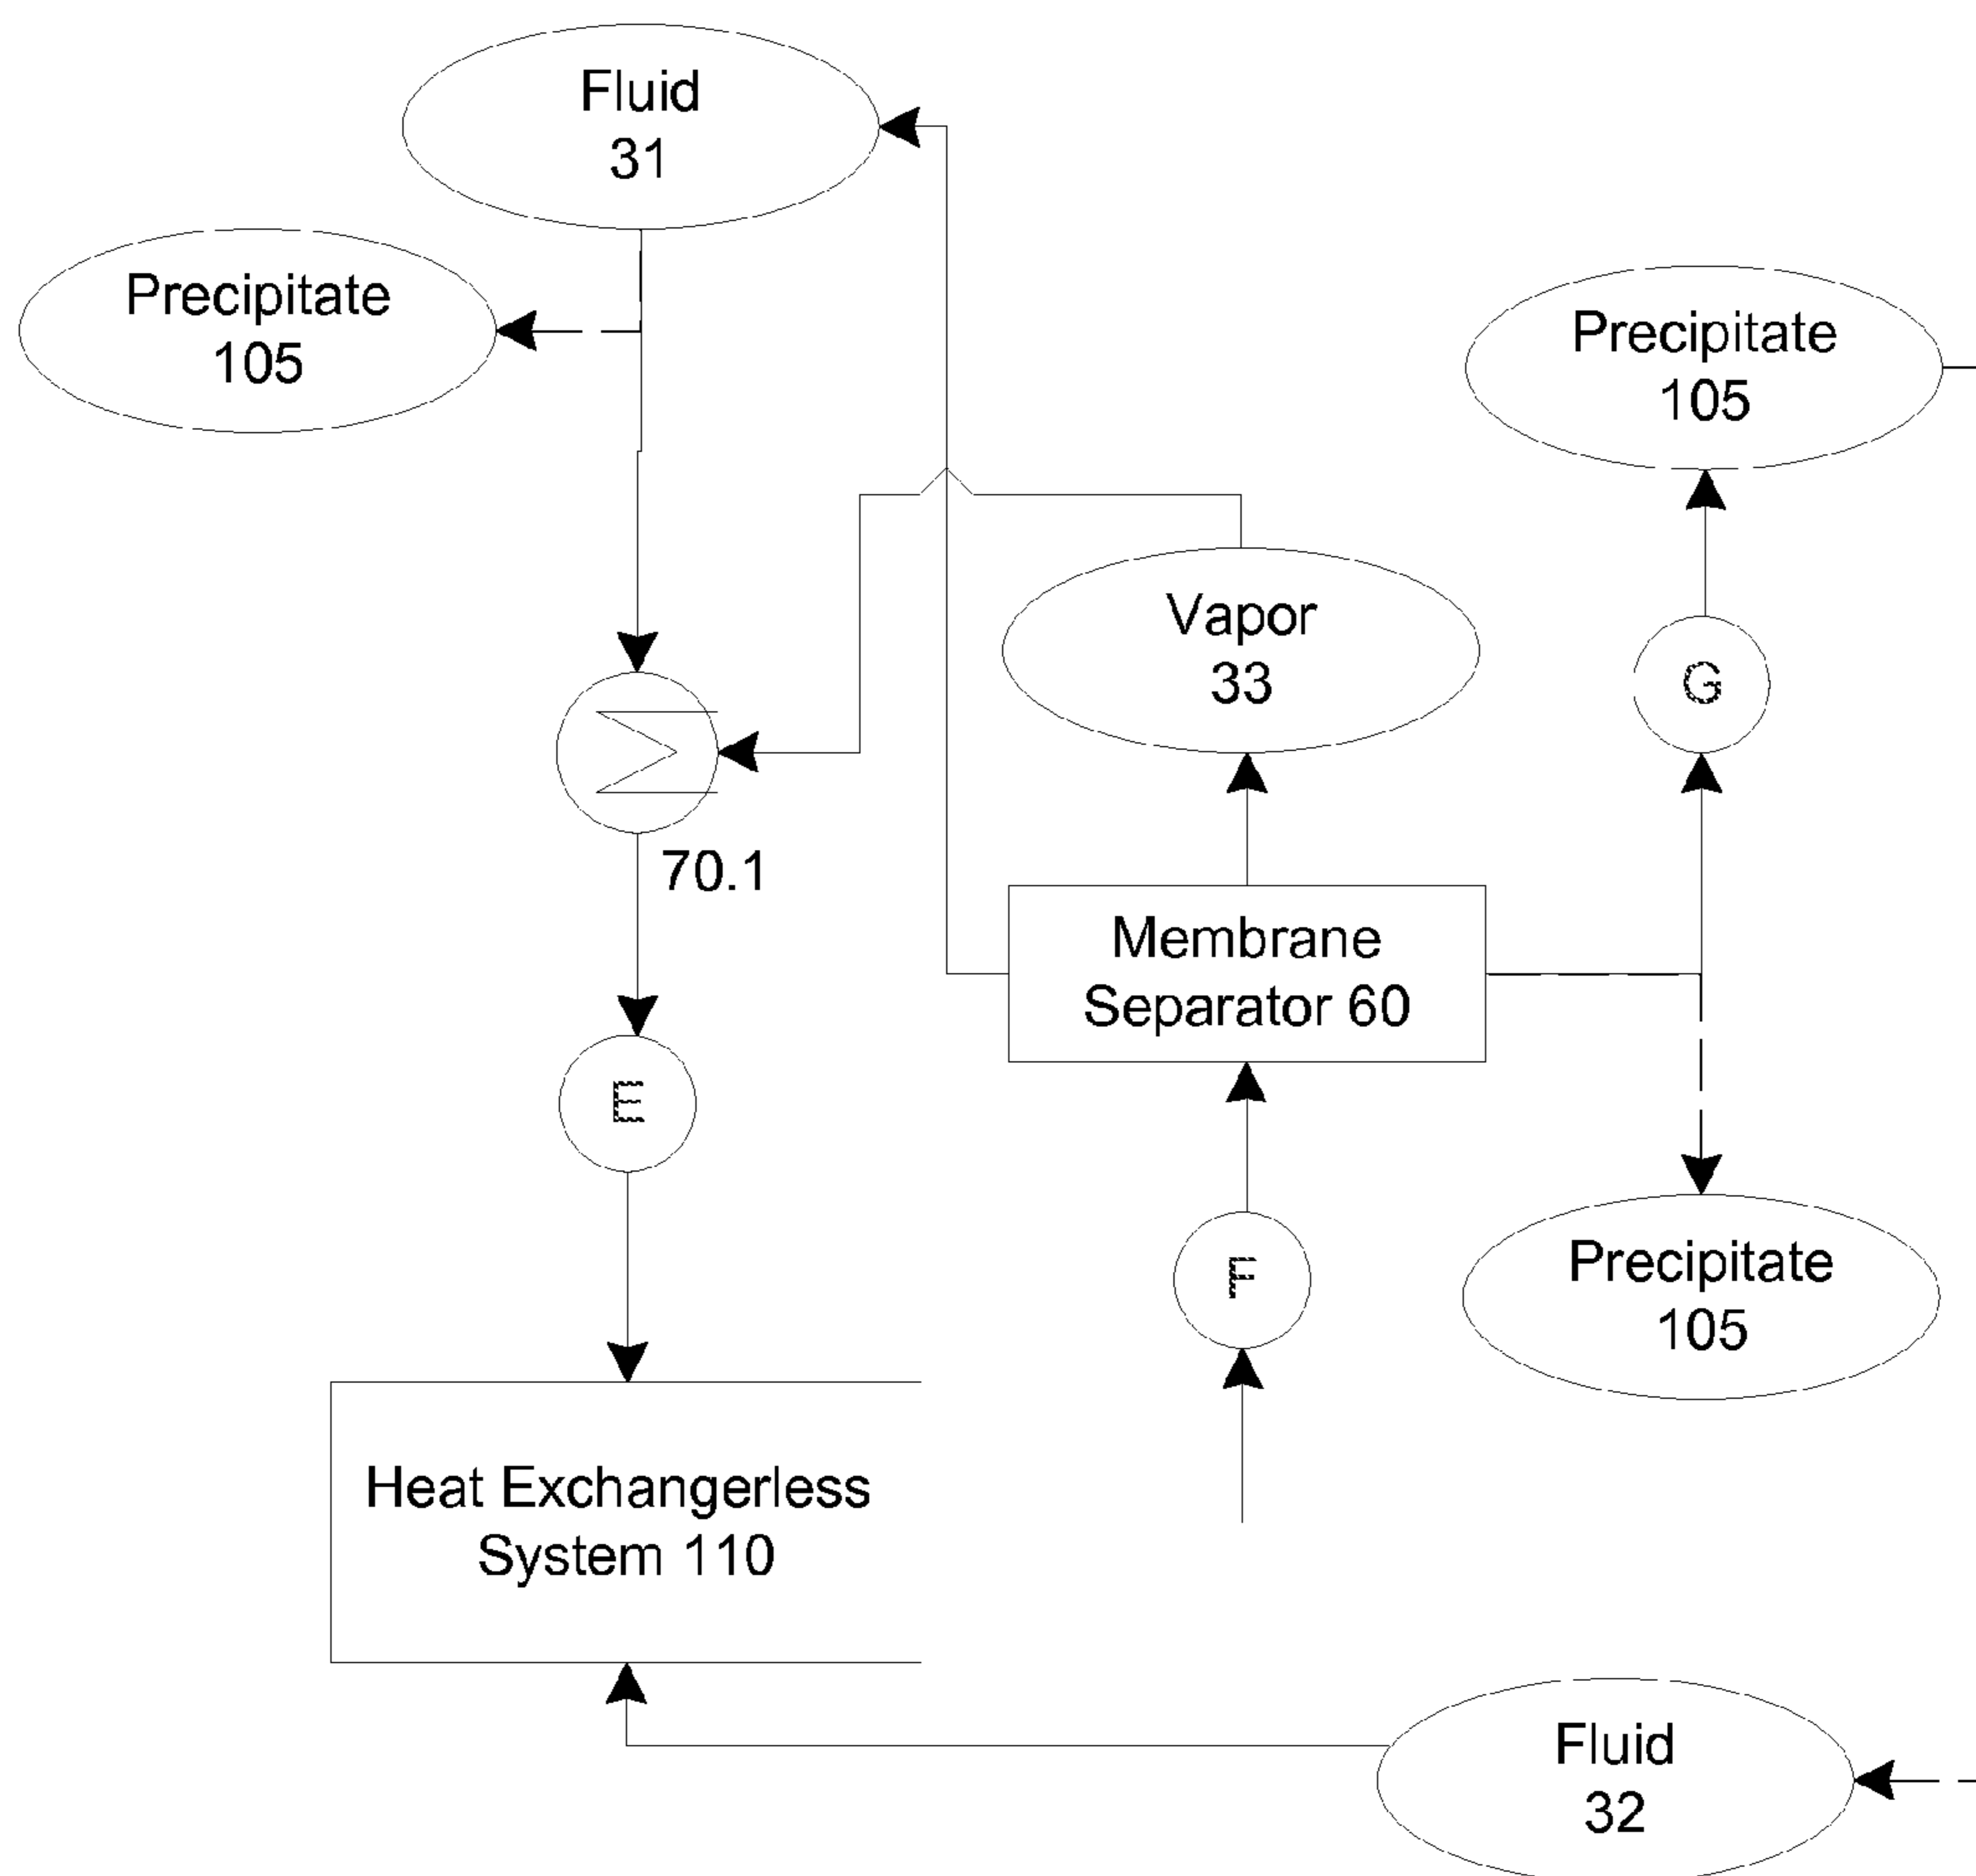 Fluid
31
Precipitate
105
Precipitate
105
Vapor
33
G
70.1
Membrane
Separator 60
E
F
Precipitate
105
Heat Exchangerless
System 110
Fluid
32